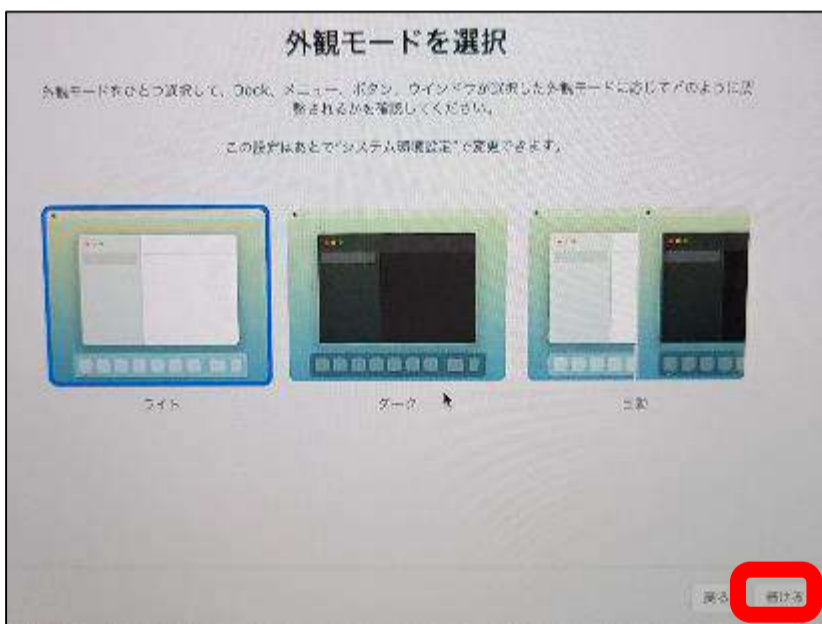 外観モードを選択
外観モードをひとつ選択して、Dock、メニュー、ボタン、ウインドウが選択した外観モードに応じてどのように調
整されるかを確認してください。
この設定はあとで“システム環境設定”で変更できます。
ライト
ダーク
自動
戻る
続ける